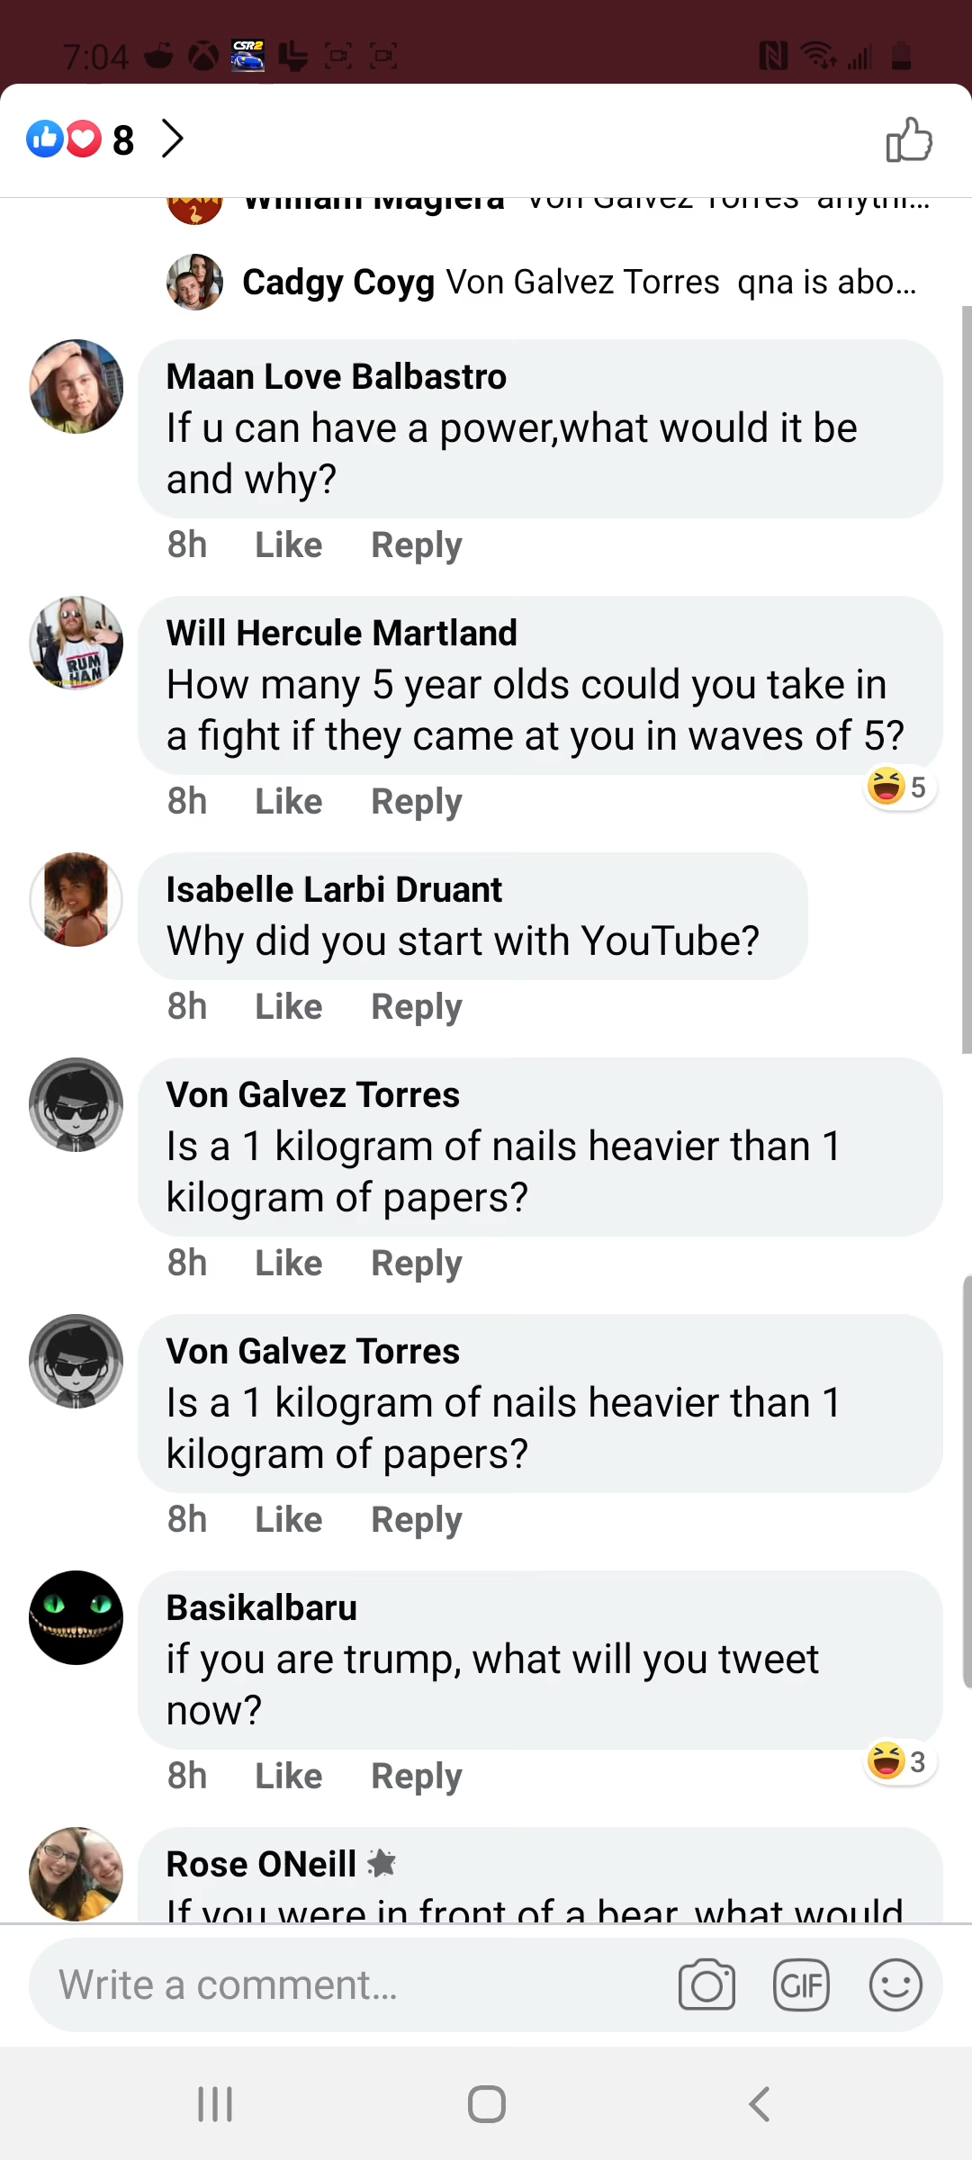 7:04
CSR2
8
William Magiera Von Galvez Torres anythi...
Cadgy Coyg Von Galvez Torres qna is abo...
Maan Love Balbastro
If u can have a power,what would it be
and why?
8h Like Reply
RUM
HAM
Will Hercule Martland
How many 5 year olds could you take in
a fight if they came at you in waves of 5?
5
8h Like Reply
Isabelle Larbi Druant
Why did you start with YouTube?
8h Like Reply
Von Galvez Torres
Is a 1 kilogram of nails heavier than 1
kilogram of papers?
8h Like Reply
Von Galvez Torres
Is a 1 kilogram of nails heavier than 1
kilogram of papers?
8h Like Reply
Basikalbaru
if you are trump, what will you tweet
now?
3
8h Like Reply
Rose ONeill
If you were in front of a bear, what would
Write a comment...
GIF